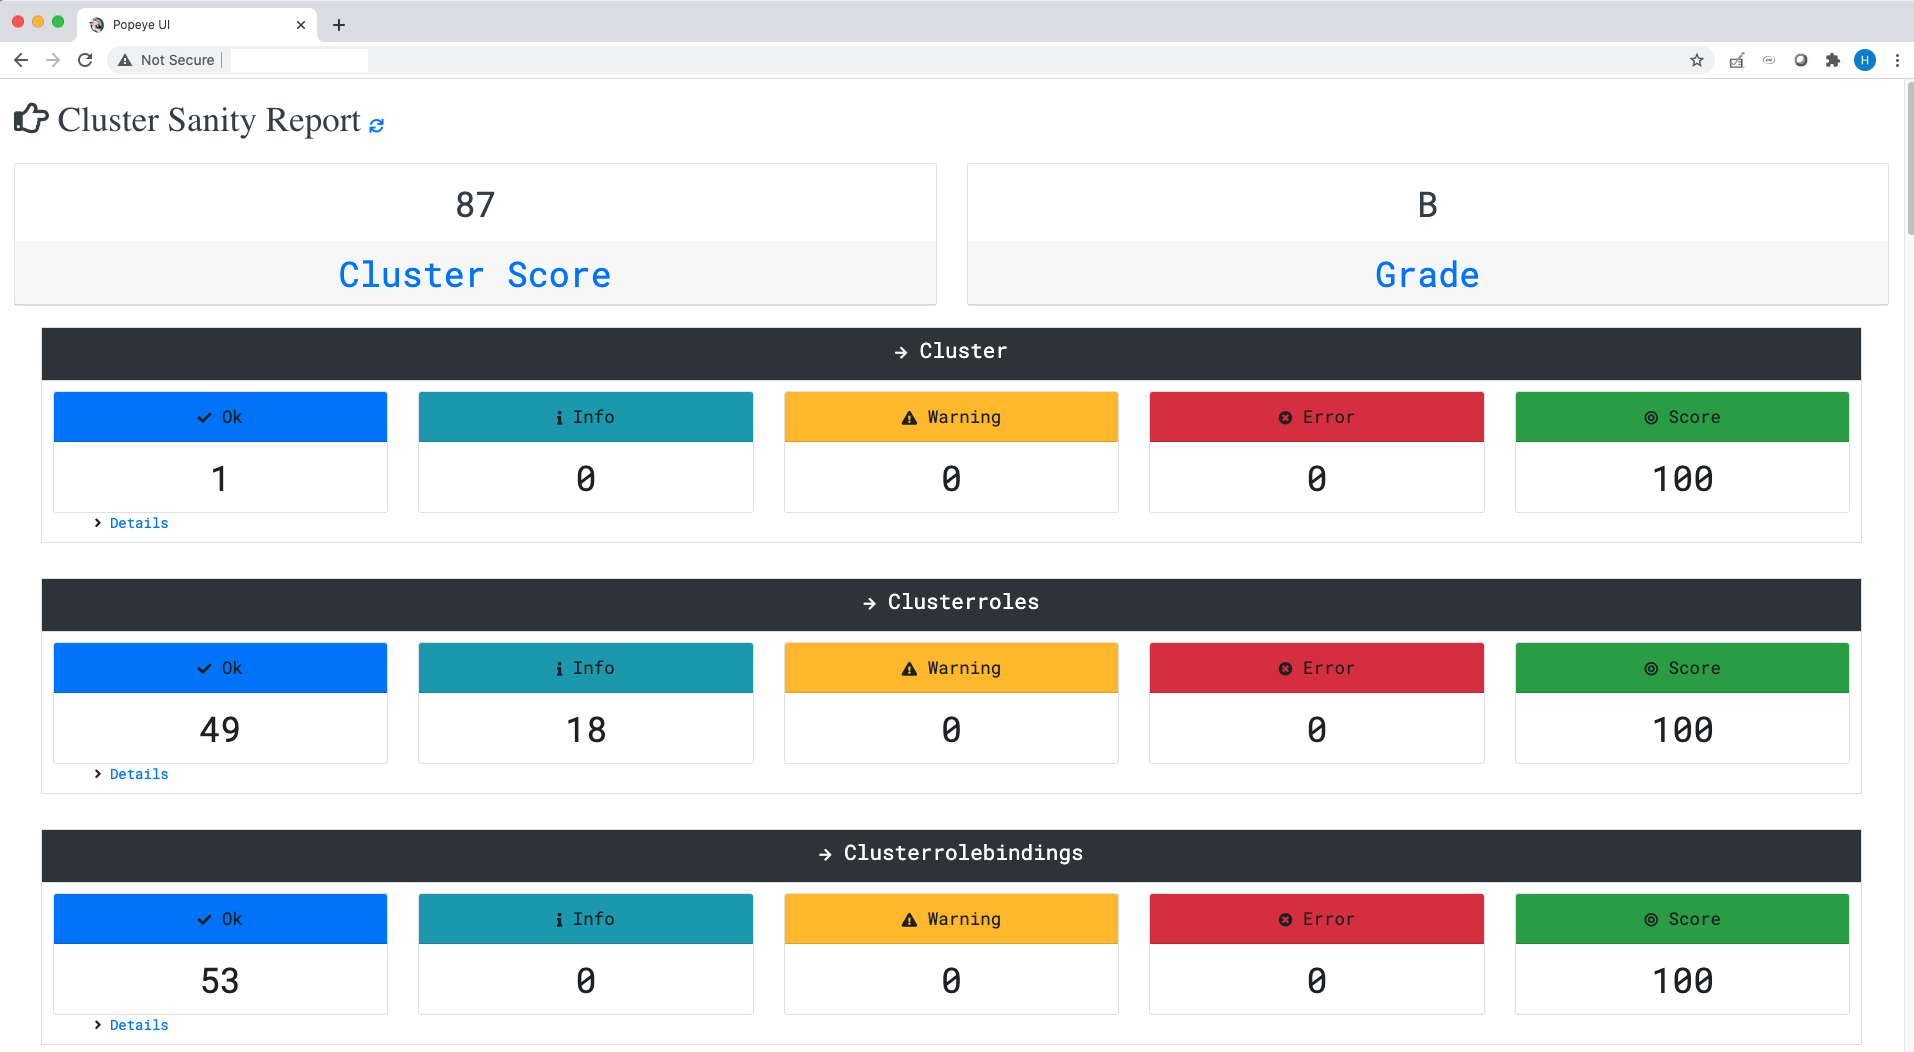 Popeye UI
Not Secure
H
Cluster Sanity Report
87
B
Cluster Score
Grade
Cluster
Ok
Info
Warning
Error
Score
1
0
0
0
100
Details
Clusterroles
Ok
Info
Warning
Error
Score
49
18
0
0
100
Details
Clusterrolebindings
Ok
Info
Warning
Error
Score
53
0
0
0
100
Details